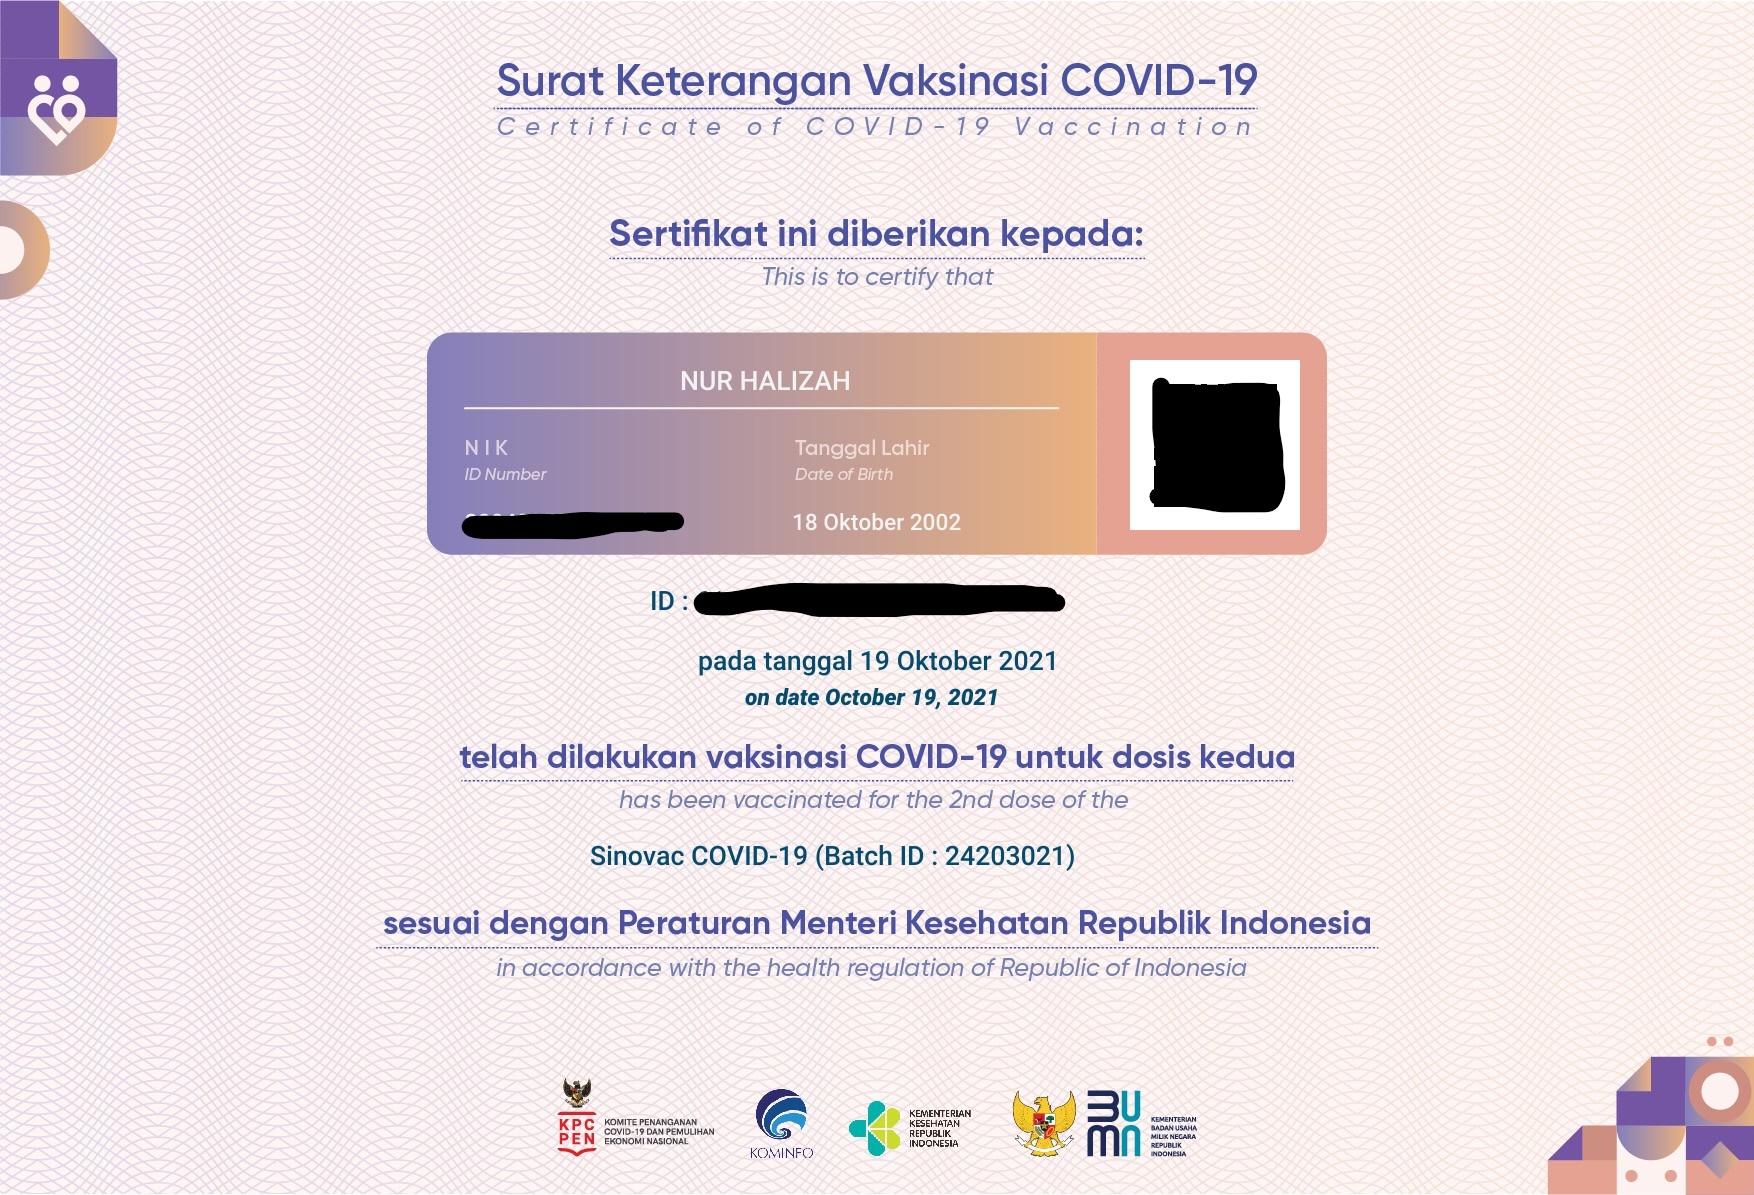 Surat Keterangan Vaksinasi COVID-19
Certificate of COVID-19 Vaccination
Sertifikat ini diberikan kepada:
This is to certify that
NUR HALIZAH
N I K
ID Number
Tanggal Lahir
Date of Birth
18 Oktober 2002
ID :
pada tanggal 19 Oktober 2021
on date October 19, 2021
telah dilakukan vaksinasi COVID-19 untuk dosis kedua
has been vaccinated for the 2nd dose of the
Sinovac COVID-19 (Batch ID : 24203021)
sesuai dengan Peraturan Menteri Kesehatan Republik Indonesia
in accordance with the health regulation of Republic of Indonesia
KPC
PEN
KOMITE PENANGANAN
COVID-19 DAN PEMULIHAN
EKONOMI NASIONAL
KOMINFO
KEMENTERIAN
KESEHATAN
REPUBLIK
INDONESIA
BUMN
KEMENTERIAN
BADAN USAHA
MILIK NEGARA
REPUBLIK
INDONESIA